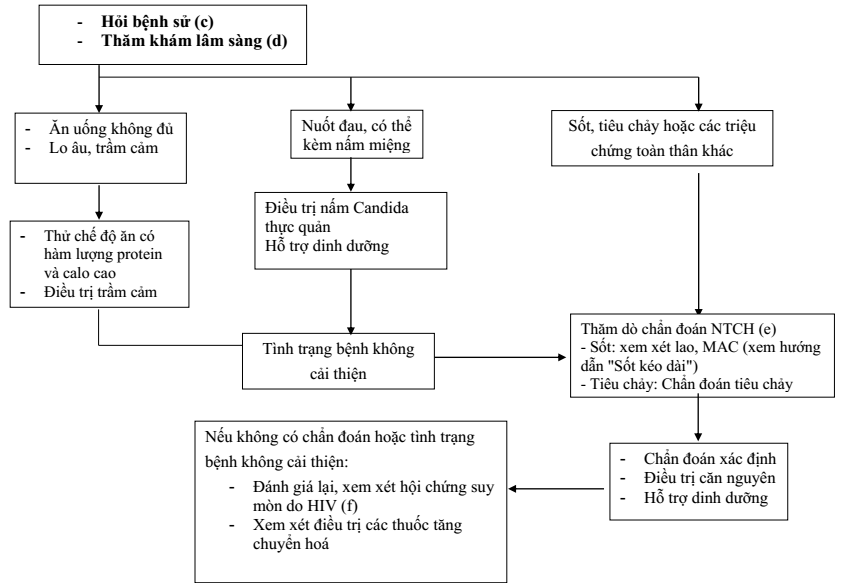 - Hỏi bệnh sử (c)
- Thăm khám lâm sàng (d)
- Ăn uống không đủ
- Lo âu, trầm cảm
Nuốt đau, có thể
kèm nấm miệng
Sốt, tiêu chảy hoặc các triệu
chứng toàn thân khác
- Thử chế độ ăn có
hàm lượng protein
và calo cao
- Điều trị trầm cảm
Điều trị nấm Candida
thực quản
Hỗ trợ dinh dưỡng
Tình trạng bệnh không
cải thiện
Thăm dò chẩn đoán NTCH (e)
- Sốt: xem xét lao, MAC (xem hướng
dẫn "Sốt kéo dài")
- Tiêu chảy: Chẩn đoán tiêu chảy
- Chẩn đoán xác định
- Điều trị căn nguyên
- Hỗ trợ dinh dưỡng
Nếu không có chẩn đoán hoặc tình trạng
bệnh không cải thiện:
- Đánh giá lại, xem xét hội chứng suy
mòn do HIV (f)
- Xem xét điều trị các thuốc tăng
chuyển hoá